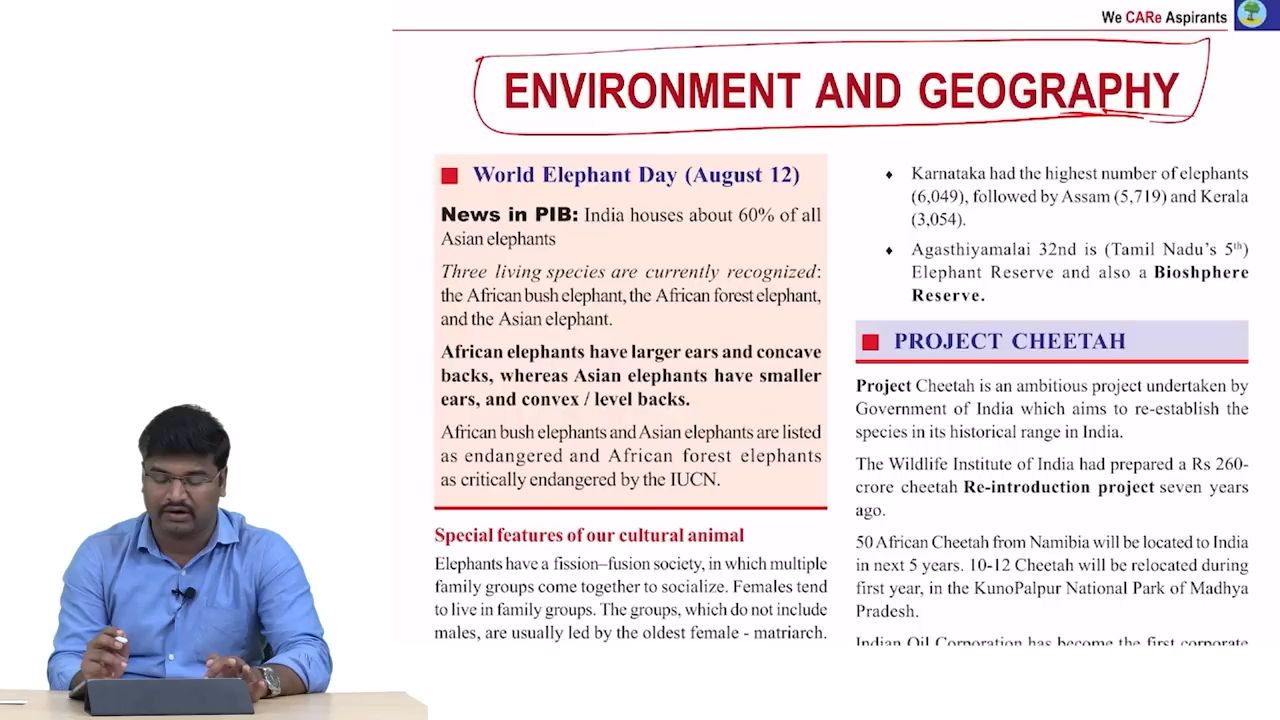 We CARe Aspirants
ENVIRONMENT AND GEOGRAPHY
World Elephant Day (August 12)
News in PIB: India houses about 60% of all
Asian elephants
Three living species are currently recognized:
the African bush elephant, the African forest elephant,
and the Asian elephant.
African elephants have larger ears and concave
backs, whereas Asian elephants have smaller
ears, and convex / level backs.
African bush elephants and Asian elephants are listed
as endangered and African forest elephants
as critically endangered by the IUCN.
Special features of our cultural animal
Elephants have a fission–fusion society, in which multiple
family groups come together to socialize. Females tend
to live in family groups. The groups, which do not include
males, are usually led by the oldest female - matriarch.
Karnataka had the highest number of elephants
(6,049), followed by Assam (5,719) and Kerala
(3,054).
Agasthiyamalai 32nd is (Tamil Nadu's 5th)
Elephant Reserve and also a Bioshphere
Reserve.
PROJECT CHEETAH
Project Cheetah is an ambitious project undertaken by
Government of India which aims to re-establish the
species in its historical range in India.
The Wildlife Institute of India had prepared a Rs 260-
crore cheetah Re-introduction project seven years
ago.
50 African Cheetah from Namibia will be located to India
in next 5 years. 10-12 Cheetah will be relocated during
first year, in the KunoPalpur National Park of Madhya
Pradesh.
Indian Oil Corporation has become the first corporate